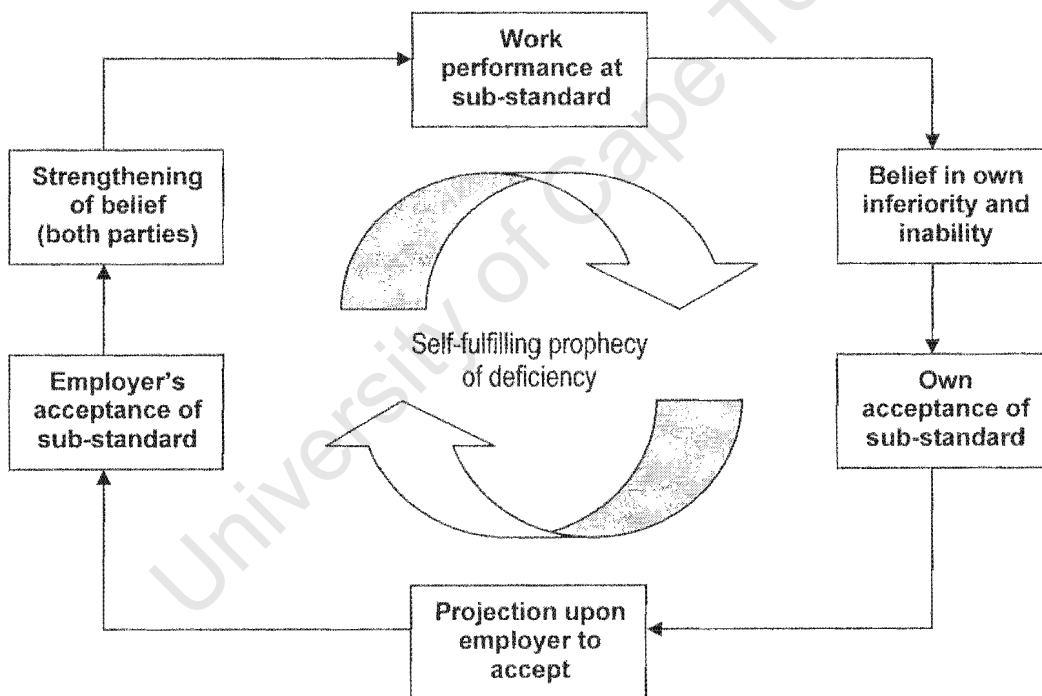 Work
performance at
sub-standard
Belief in own
inferiority and
inability
Own
acceptance of
sub-standard
Projection upon
employer to
accept
Employer's
acceptance of
sub-standard
Strengthening
of belief
(both parties)
Self-fulfilling prophecy
of deficiency
University of Cape